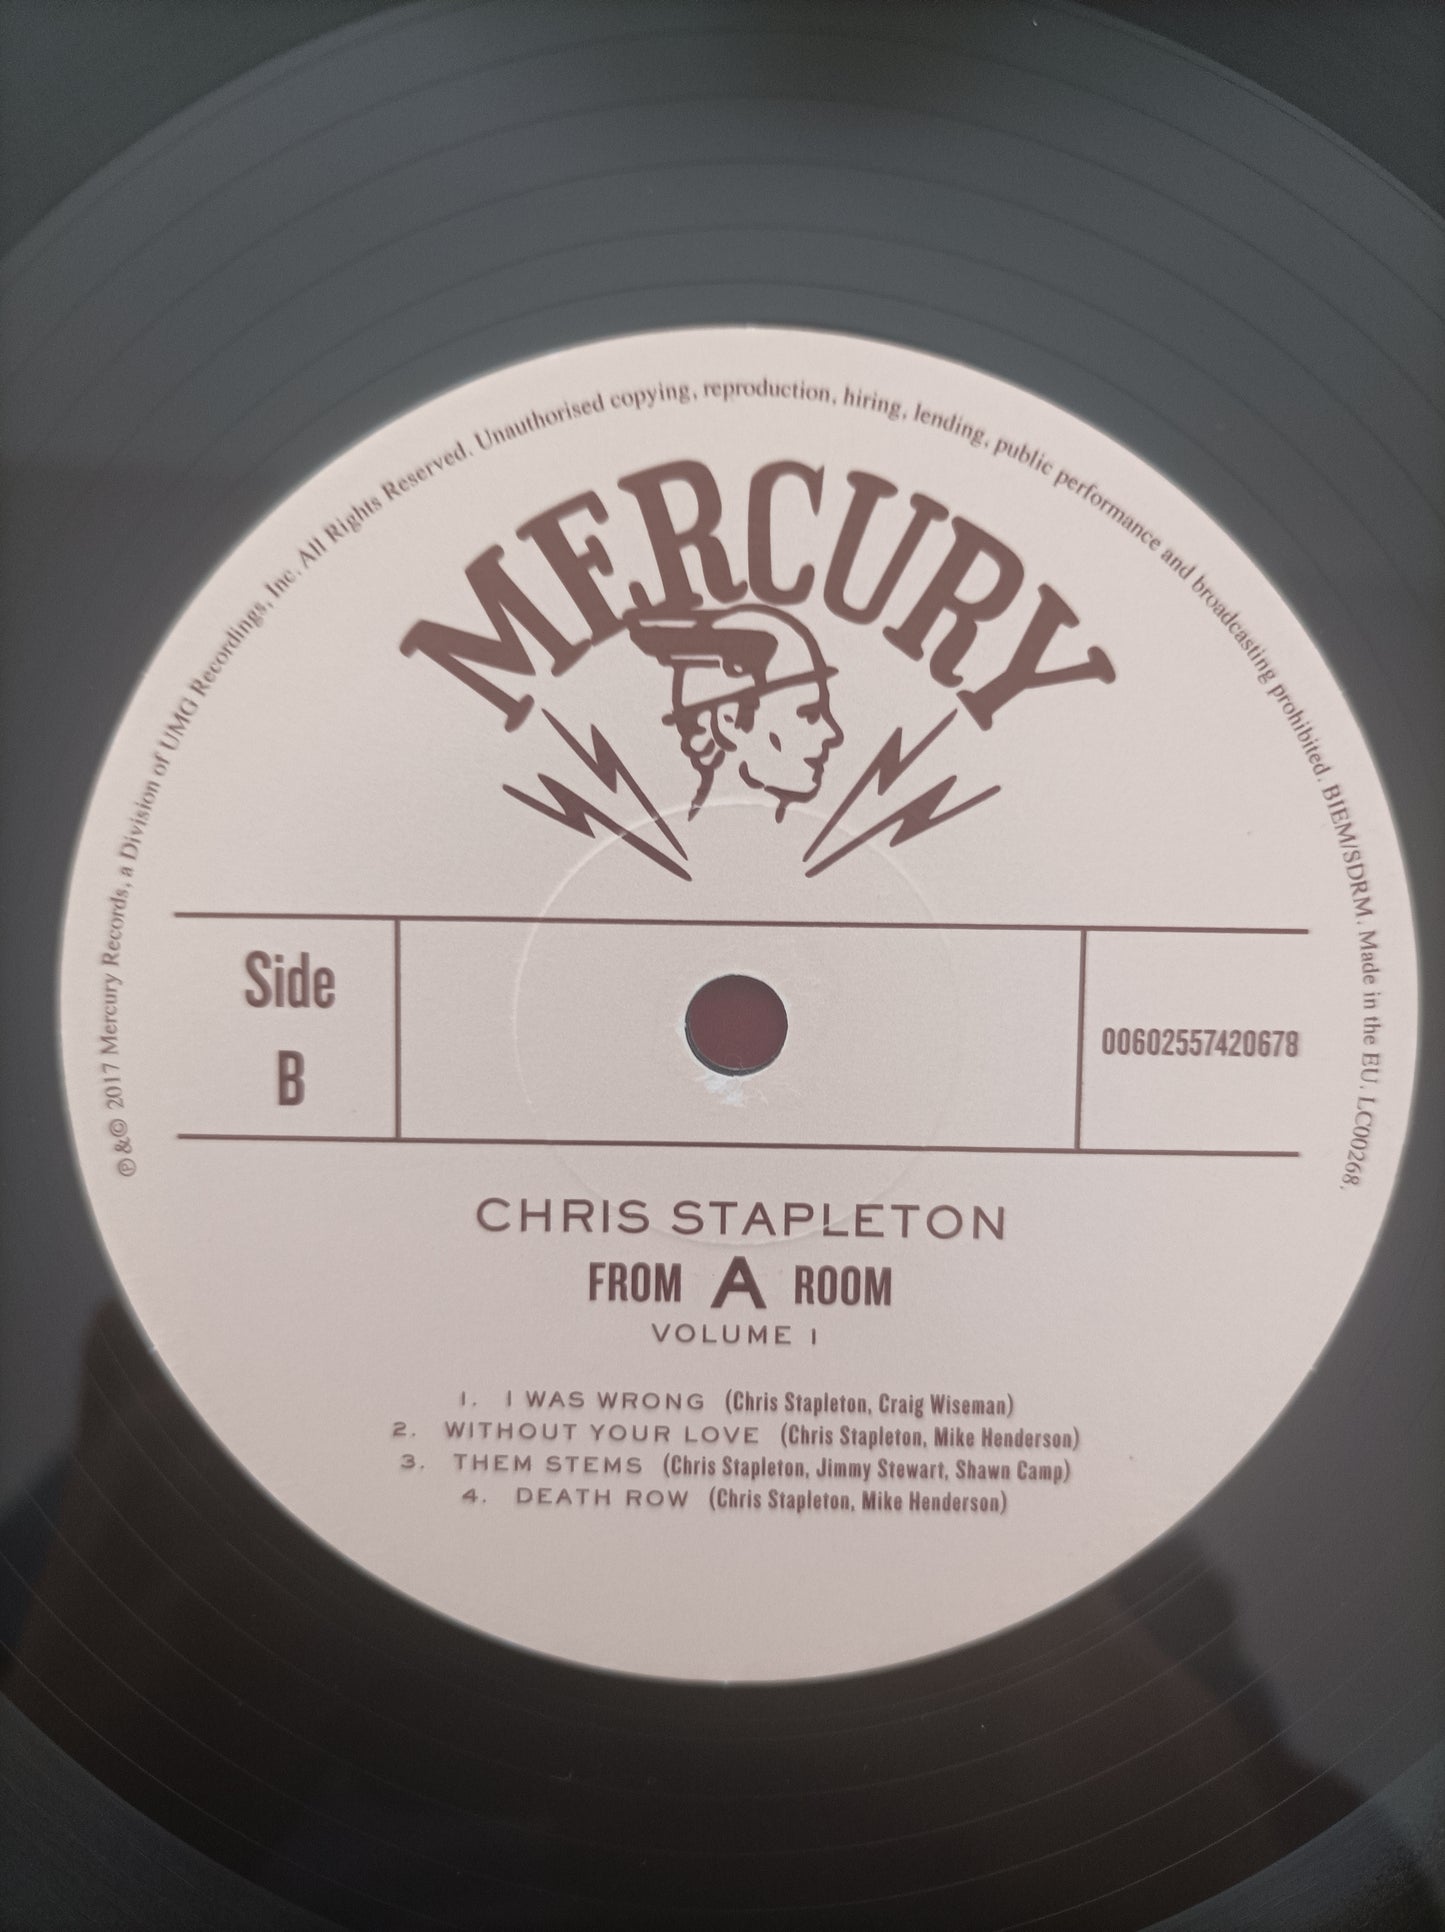 ℗ & © 2017 Mercury Records, a Division of UMG Recordings, Inc. All Rights Reserved. Unauthorised copying, reproduction, hiring, lending, public performance and broadcasting prohibited. BIEM/SDRM. Made in the EU. LC00268,
MERCURY
Side
B
00602557420678
CHRIS STAPLETON
FROM A ROOM
VOLUME 1
1. I WAS WRONG (Chris Stapleton, Craig Wiseman)
2. WITHOUT YOUR LOVE (Chris Stapleton, Mike Henderson)
3. THEM STEMS (Chris Stapleton, Jimmy Stewart, Shawn Camp)
4. DEATH ROW (Chris Stapleton, Mike Henderson)